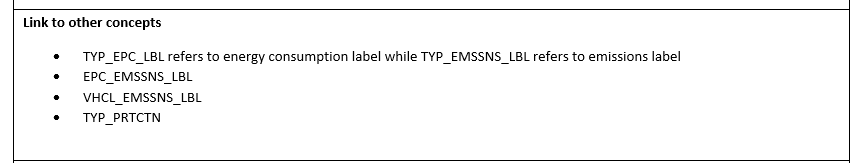 Link to other concepts
• TYP_EPC_LBL refers to energy consumption label while TYP_EMSSNS_LBL refers to emissions label
• EPC_EMSSNS_LBL
• VHCL_EMSSNS_LBL
• TYP_PRTCTN